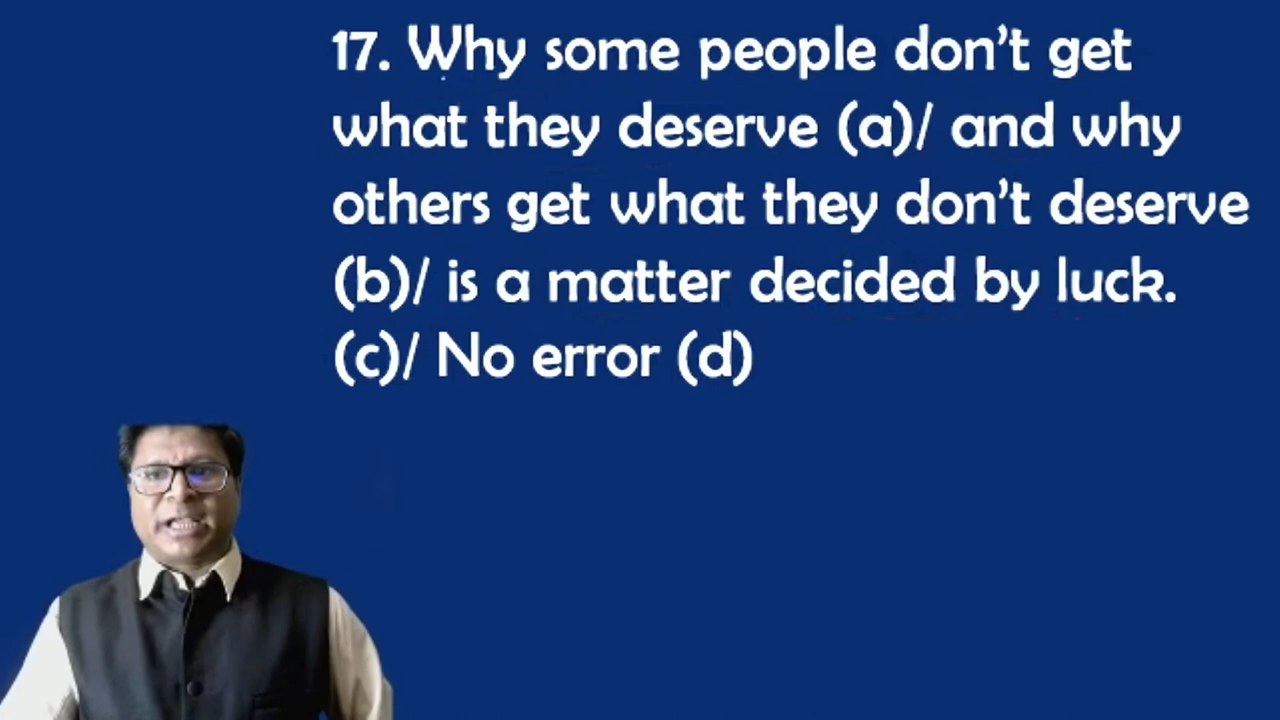 17. Why some people don’t get
what they deserve (a)/ and why
others get what they don’t deserve
(b)/ is a matter decided by luck.
(c)/ No error (d)